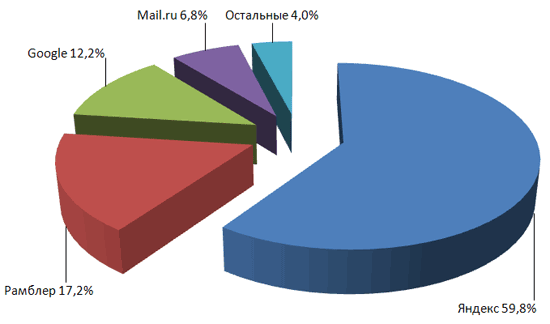 Mail.ru 6,8%
Остальные 4,0%
Google 12,2%
Рамблер 17,2%
Яндекс 59,8%